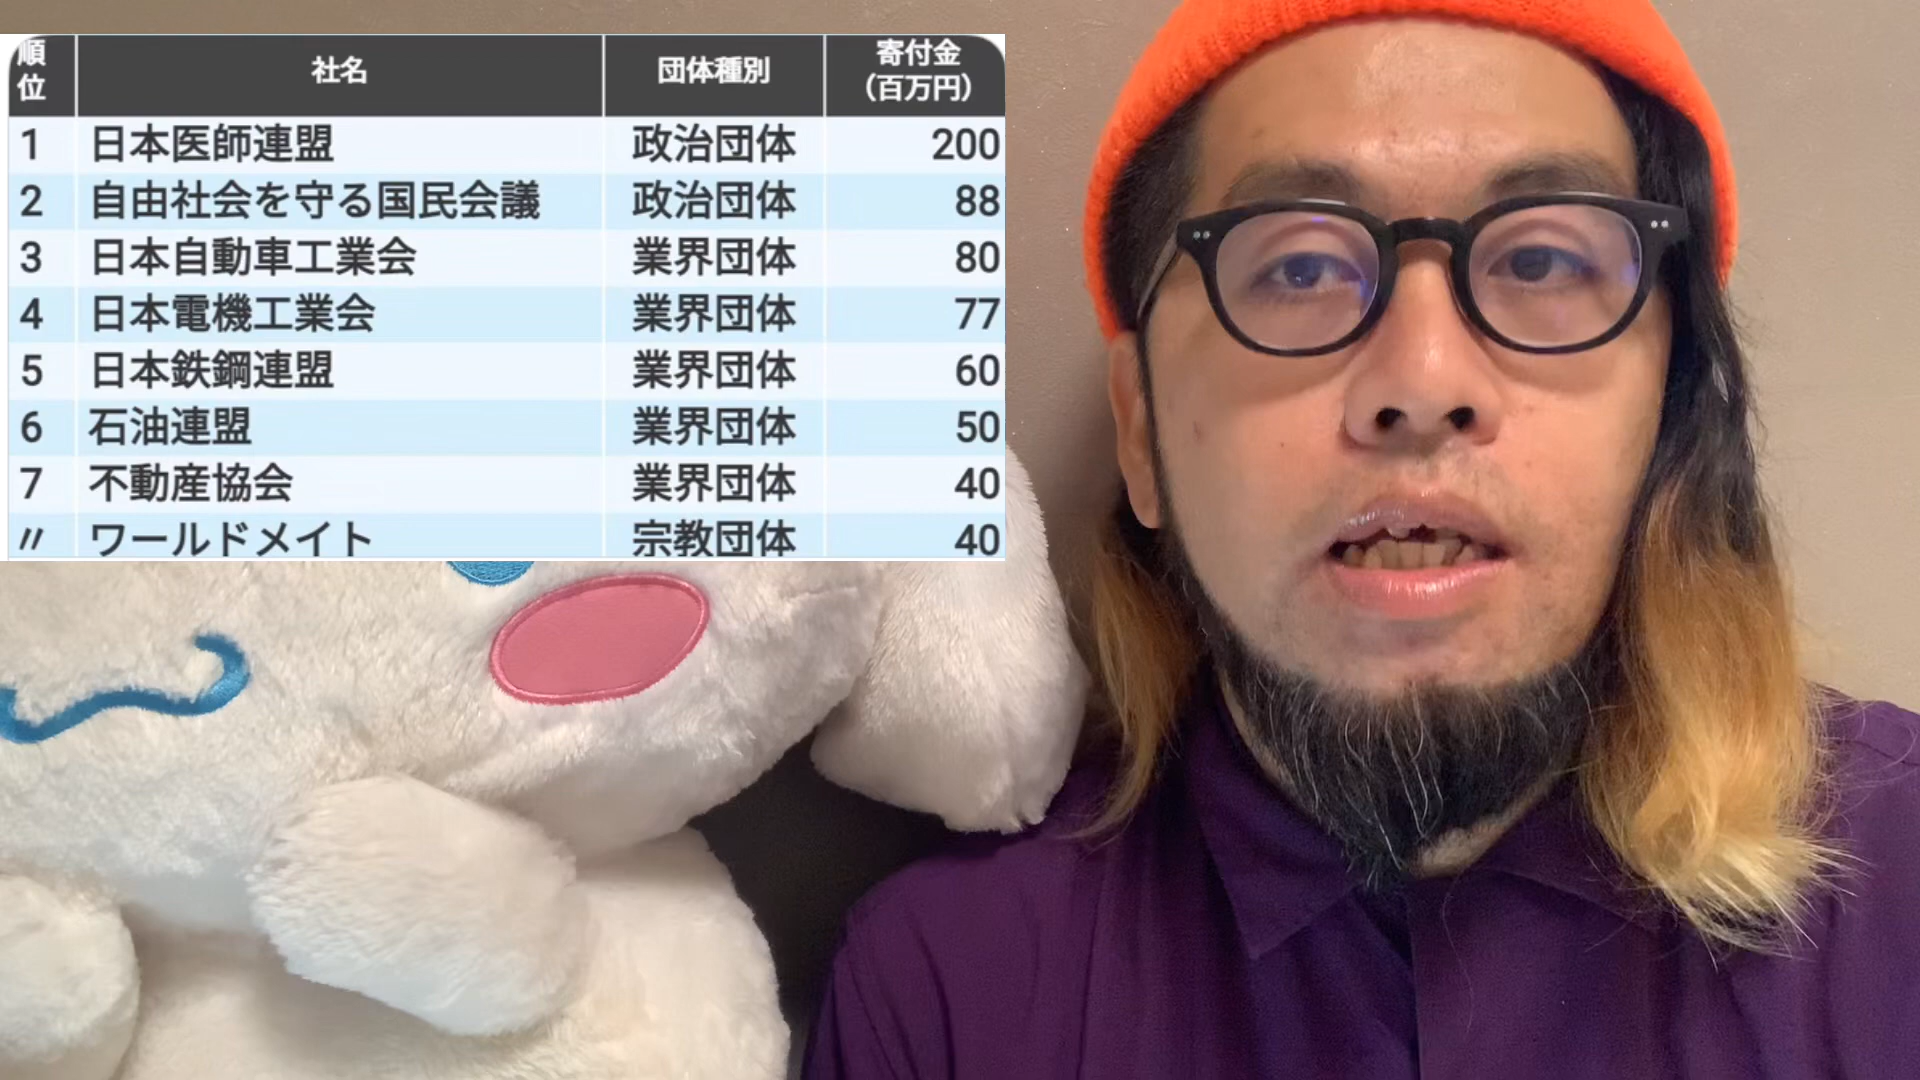 順位 社名 団体種別 寄付金（百万円）
1 日本医師連盟 政治団体 200
2 自由社会を守る国民会議 政治団体 88
3 日本自動車工業会 業界団体 80
4 日本電機工業会 業界団体 77
5 日本鉄鋼連盟 業界団体 60
6 石油連盟 業界団体 50
7 不動産協会 業界団体 40
〃 ワールドメイト 宗教団体 40